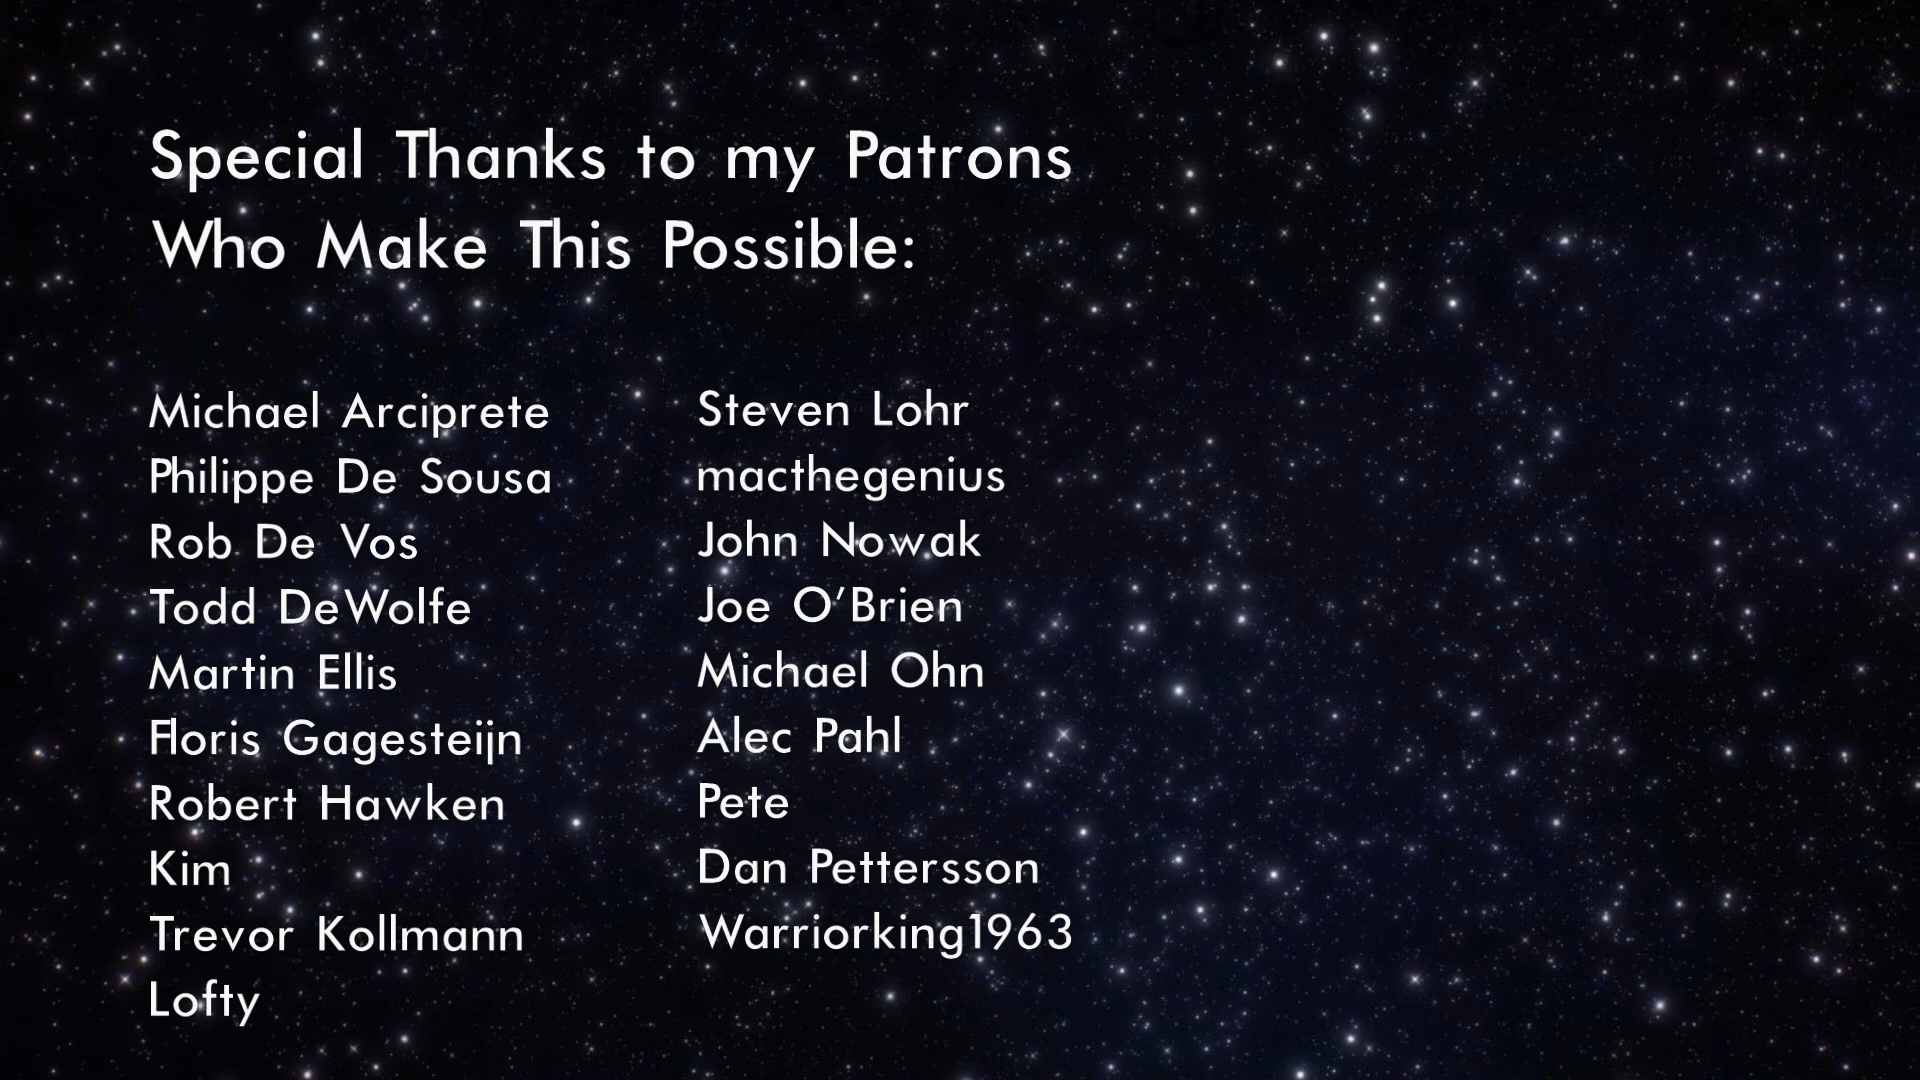 Special Thanks to my Patrons
Who Make This Possible:
Michael Arciprete
Philippe De Sousa
Rob De Vos
Todd DeWolfe
Martin Ellis
Floris Gagesteijn
Robert Hawken
Kim
Trevor Kollmann
Lofty
Steven Lohr
macthegenius
John Nowak
Joe O’Brien
Michael Ohn
Alec Pahl
Pete
Dan Pettersson
Warriorking1963